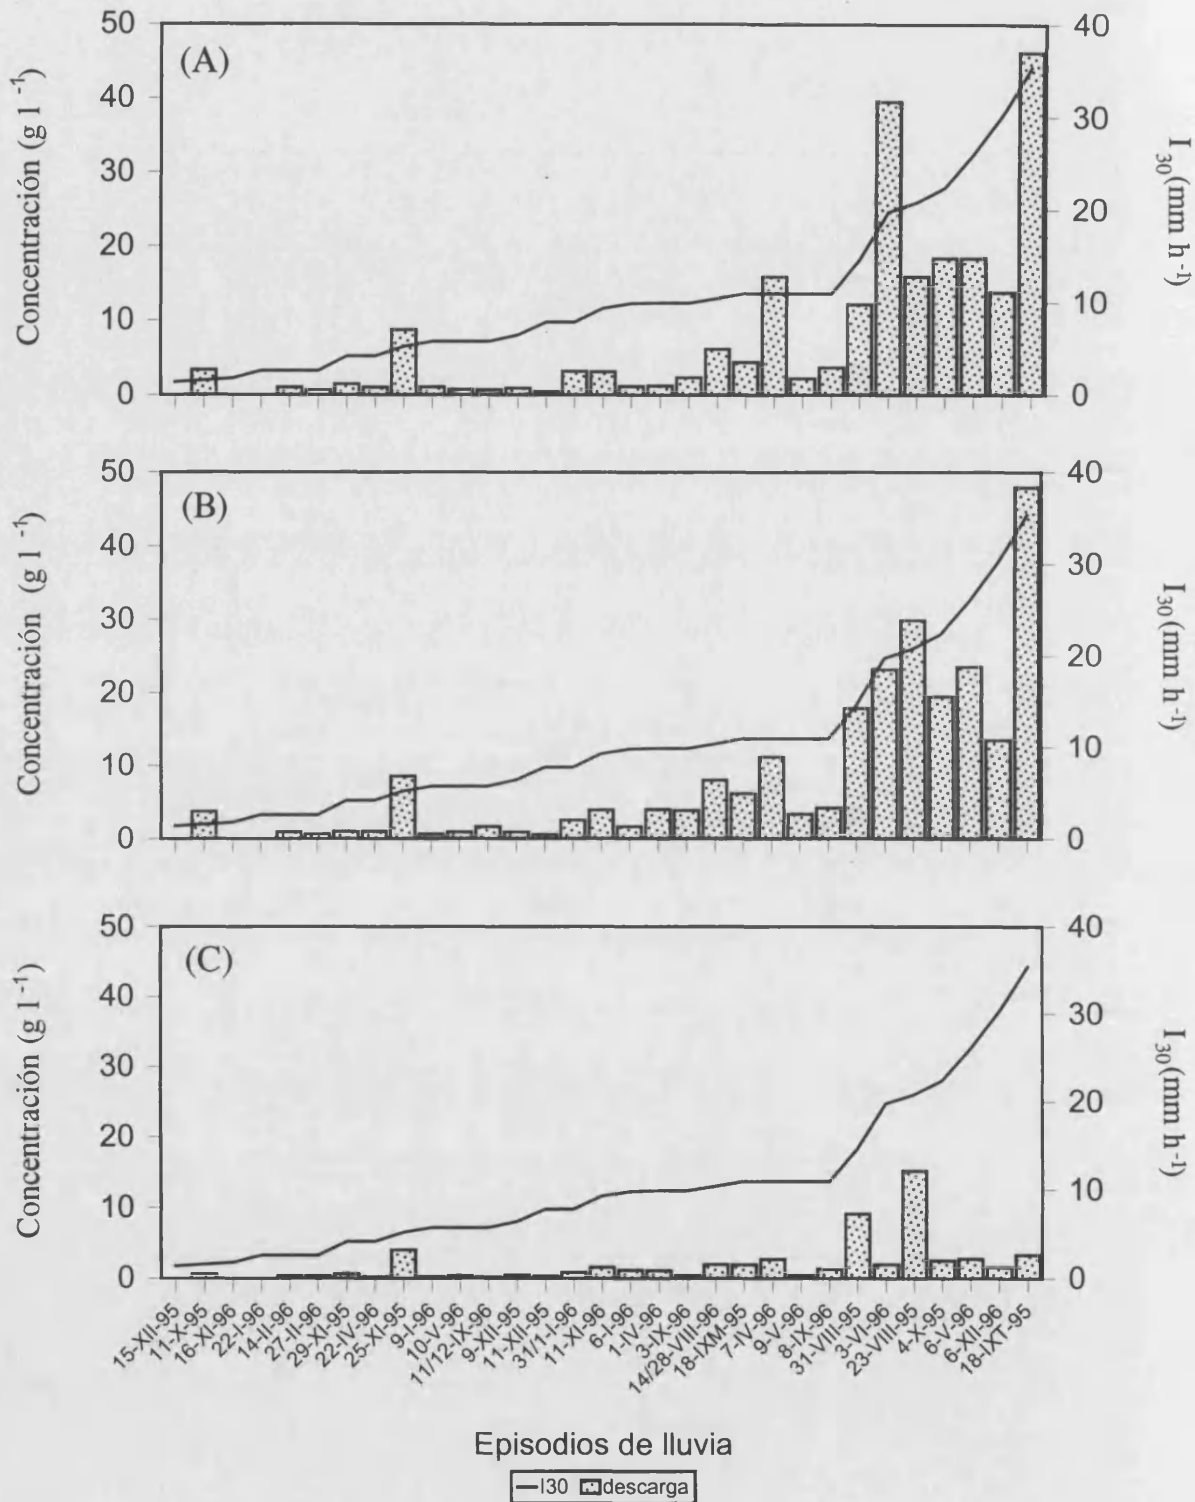 (A)
Concentración (g l⁻¹)
50
40
30
20
10
0
40
30
20
10
0
I₃₀(mm h⁻¹)
(B)
Concentración (g l⁻¹)
50
40
30
20
10
0
40
30
20
10
0
I₃₀(mm h⁻¹)
(C)
Concentración (g l⁻¹)
50
40
30
20
10
0
40
30
20
10
0
I₃₀(mm h⁻¹)
15-XII-95
11-X-95
16-XI-96
22-I-96
14-II-96
27-II-96
29-XI-95
22-IV-96
25-XI-95
9-I-96
10-V-96
11/12-IX-96
9-XII-95
11-XII-95
31/1-I-96
11-XI-96
6-I-96
1-IV-96
3-IX-96
14/28-VIII-96
18-IXM-95
7-IV-96
9-V-96
8-IX-96
31-VIII-95
3-VI-96
23-VIII-95
4-X-95
6-V-96
6-XII-96
18-IXT-95
Episodios de lluvia
I30 descarga